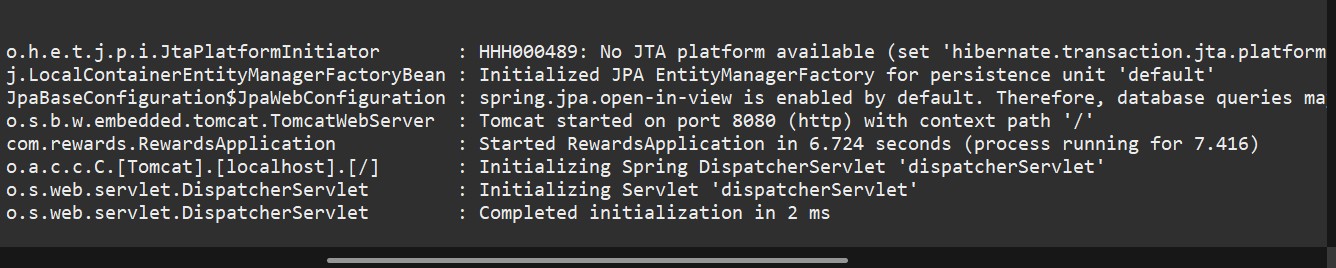 o.h.e.t.j.p.i.JtaPlatformInitiator : HHH000489: No JTA platform available (set 'hibernate.transaction.jta.platform
j.LocalContainerEntityManagerFactoryBean : Initialized JPA EntityManagerFactory for persistence unit 'default'
JpaBaseConfiguration$JpaWebConfiguration : spring.jpa.open-in-view is enabled by default. Therefore, database queries ma
o.s.b.w.embedded.tomcat.TomcatWebServer : Tomcat started on port 8080 (http) with context path '/'
com.rewards.RewardsApplication : Started RewardsApplication in 6.724 seconds (process running for 7.416)
o.a.c.c.C.[Tomcat].[localhost].[/] : Initializing Spring DispatcherServlet 'dispatcherServlet'
o.s.web.servlet.DispatcherServlet : Initializing Servlet 'dispatcherServlet'
o.s.web.servlet.DispatcherServlet : Completed initialization in 2 ms